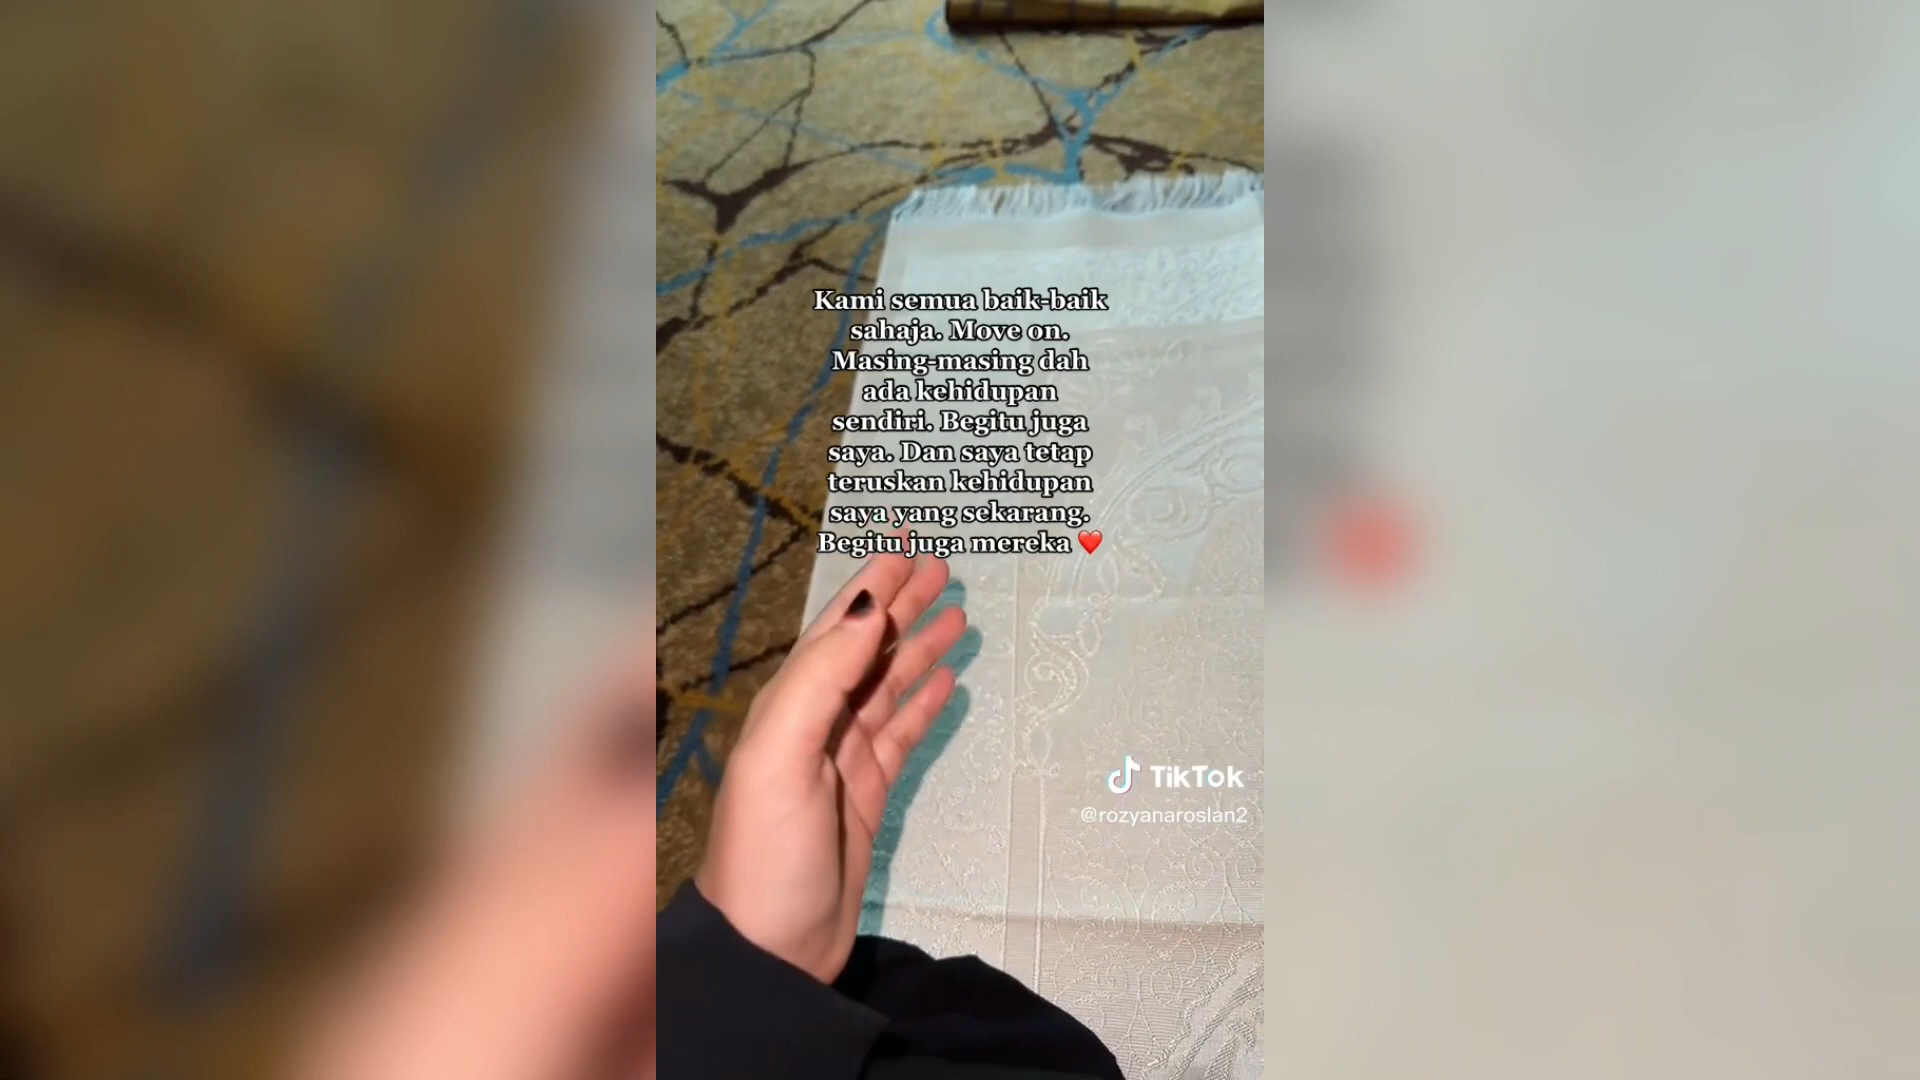 Kami semua baik-baik
sahaja. Move on.
Masing-masing dah
ada kehidupan
sendiri. Begitu juga
saya. Dan saya tetap
teruskan kehidupan
saya yang sekarang.
Begitu juga mereka ❤️
TikTok
@rozyanaroslan2